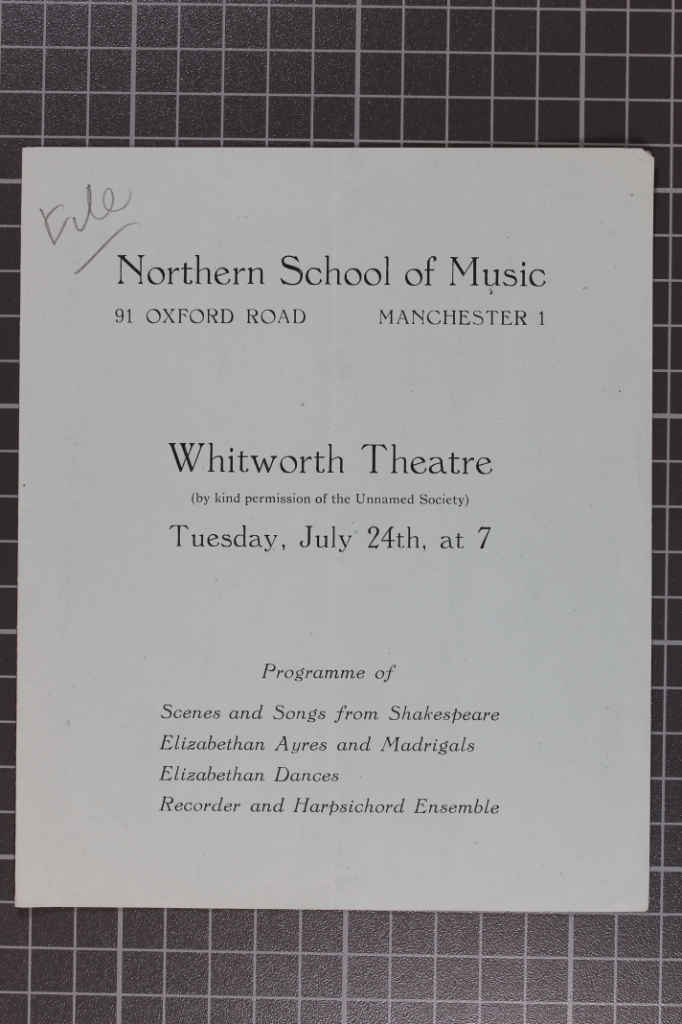 File
Northern School of Music
91 OXFORD ROAD MANCHESTER 1
Whitworth Theatre
(by kind permission of the Unnamed Society)
Tuesday, July 24th, at 7
Programme of
Scenes and Songs from Shakespeare
Elizabethan Ayres and Madrigals
Elizabethan Dances
Recorder and Harpsichord Ensemble